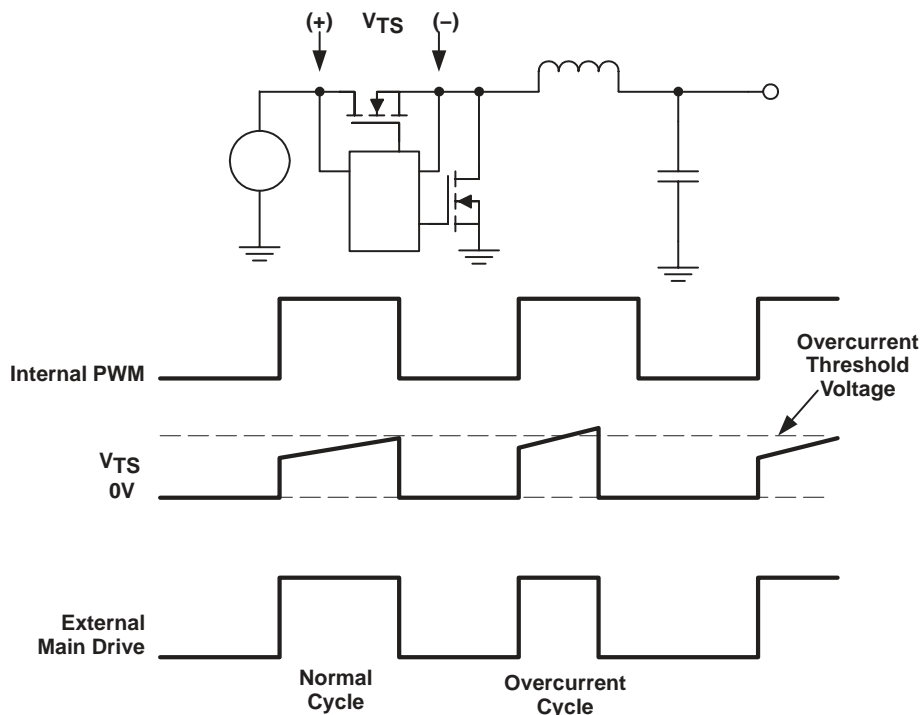 (+) VTS (–)
Internal PWM
Overcurrent
Threshold
Voltage
VTS
0V
External
Main Drive
Normal
Cycle
Overcurrent
Cycle